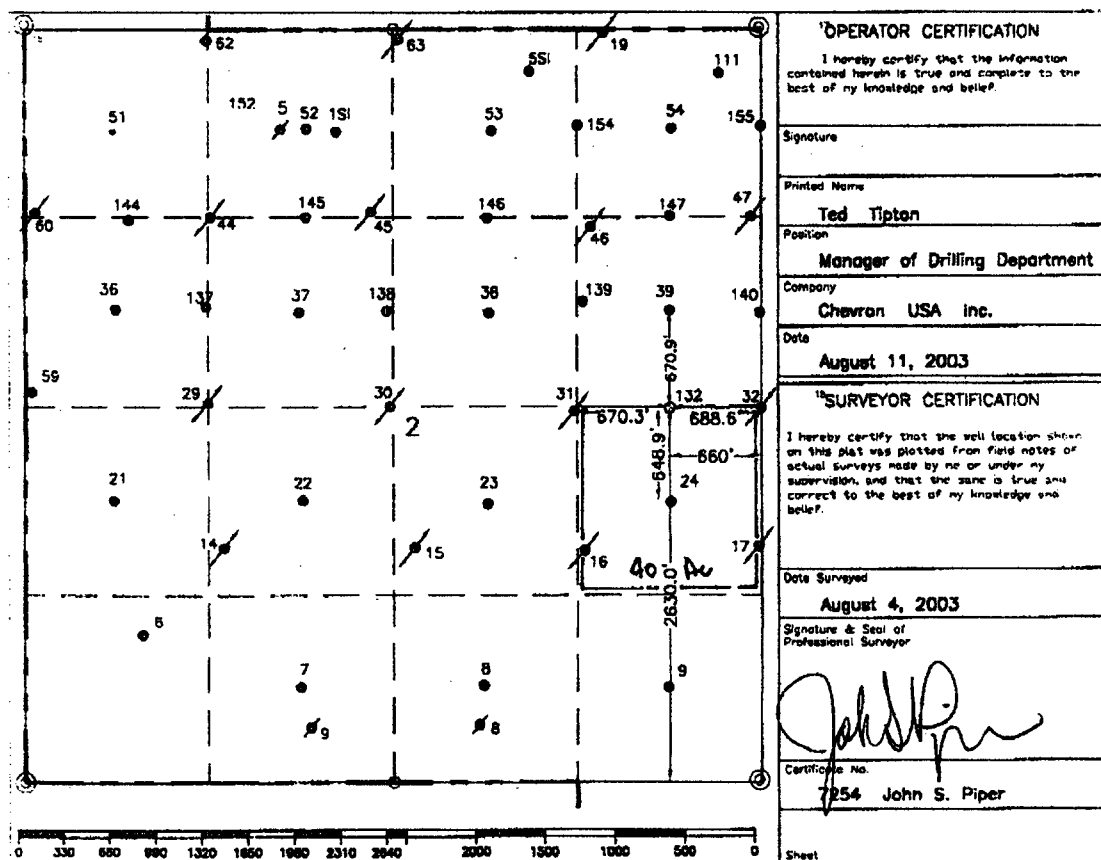 62 63 19
5SI 111
51 152 5 52 1SI 53 154 54 155
144 145 146 147 47
60 44 45 46
36 137 37 138 38 139 39 140
670.9'
59 29 30 31 132 32
2 670.3' 688.6'
648.9' 660'
21 22 23 24
14 15 16 17
40 Ac
2630.0'
6
7 8 9
9 8
0 330 660 990 1320 1650 1980 2310 2640 2000 1500 1000 500 0
17 OPERATOR CERTIFICATION
I hereby certify that the information
contained herein is true and complete to the
best of my knowledge and belief.
Signature
Printed Name
Ted Tipton
Position
Manager of Drilling Department
Company
Chevron USA Inc.
Date
August 11, 2003
18 SURVEYOR CERTIFICATION
I hereby certify that the well location shown
on this plat was plotted from field notes of
actual surveys made by me or under my
supervision, and that the same is true and
correct to the best of my knowledge and
belief.
Date Surveyed
August 4, 2003
Signature & Seal of
Professional Surveyor
John S. Piper
Certificate No.
7254 John S. Piper
Sheet